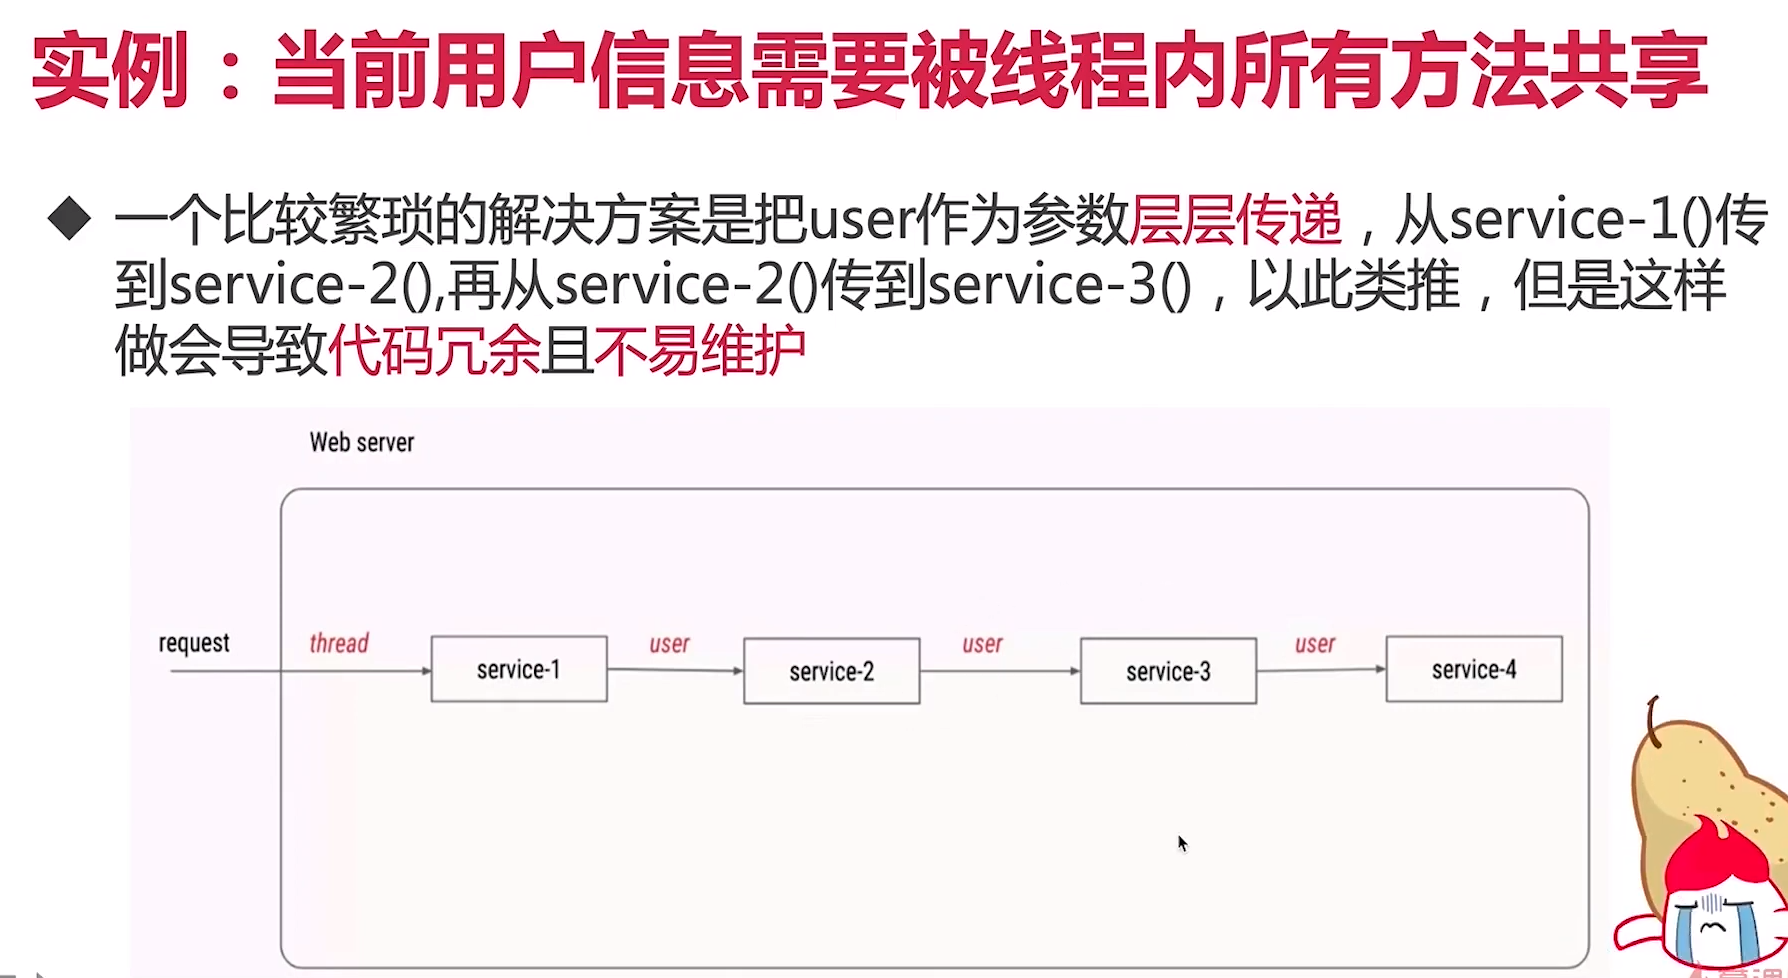 实例：当前用户信息需要被线程内所有方法共享
一个比较繁琐的解决方案是把user作为参数层层传递，从service-1()传
到service-2(),再从service-2()传到service-3()，以此类推，但是这样
做会导致代码冗余且不易维护
Web server
request
thread
service-1
user
service-2
user
service-3
user
service-4